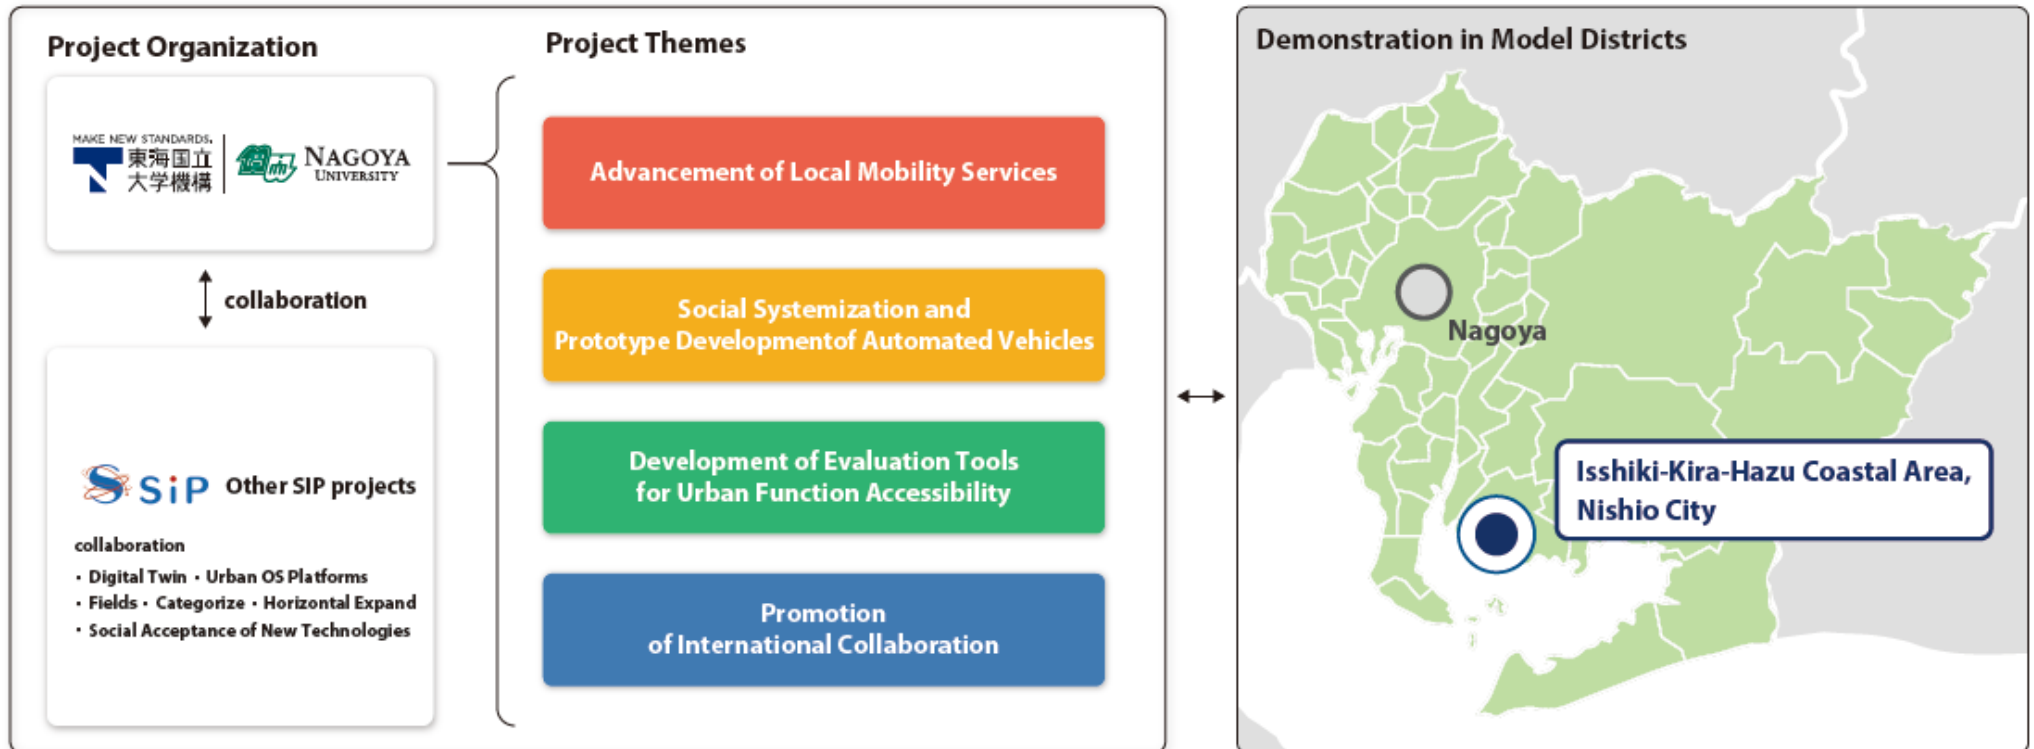 Project Organization
MAKE NEW STANDARDS.
東海国立
大学機構
NAGOYA
UNIVERSITY
collaboration
SiP Other SIP projects
collaboration
・Digital Twin・Urban OS Platforms
・Fields・Categorize・Horizontal Expand
・Social Acceptance of New Technologies
Project Themes
Advancement of Local Mobility Services
Social Systemization and
Prototype Developmentof Automated Vehicles
Development of Evaluation Tools
for Urban Function Accessibility
Promotion
of International Collaboration
Demonstration in Model Districts
Nagoya
Isshiki-Kira-Hazu Coastal Area,
Nishio City